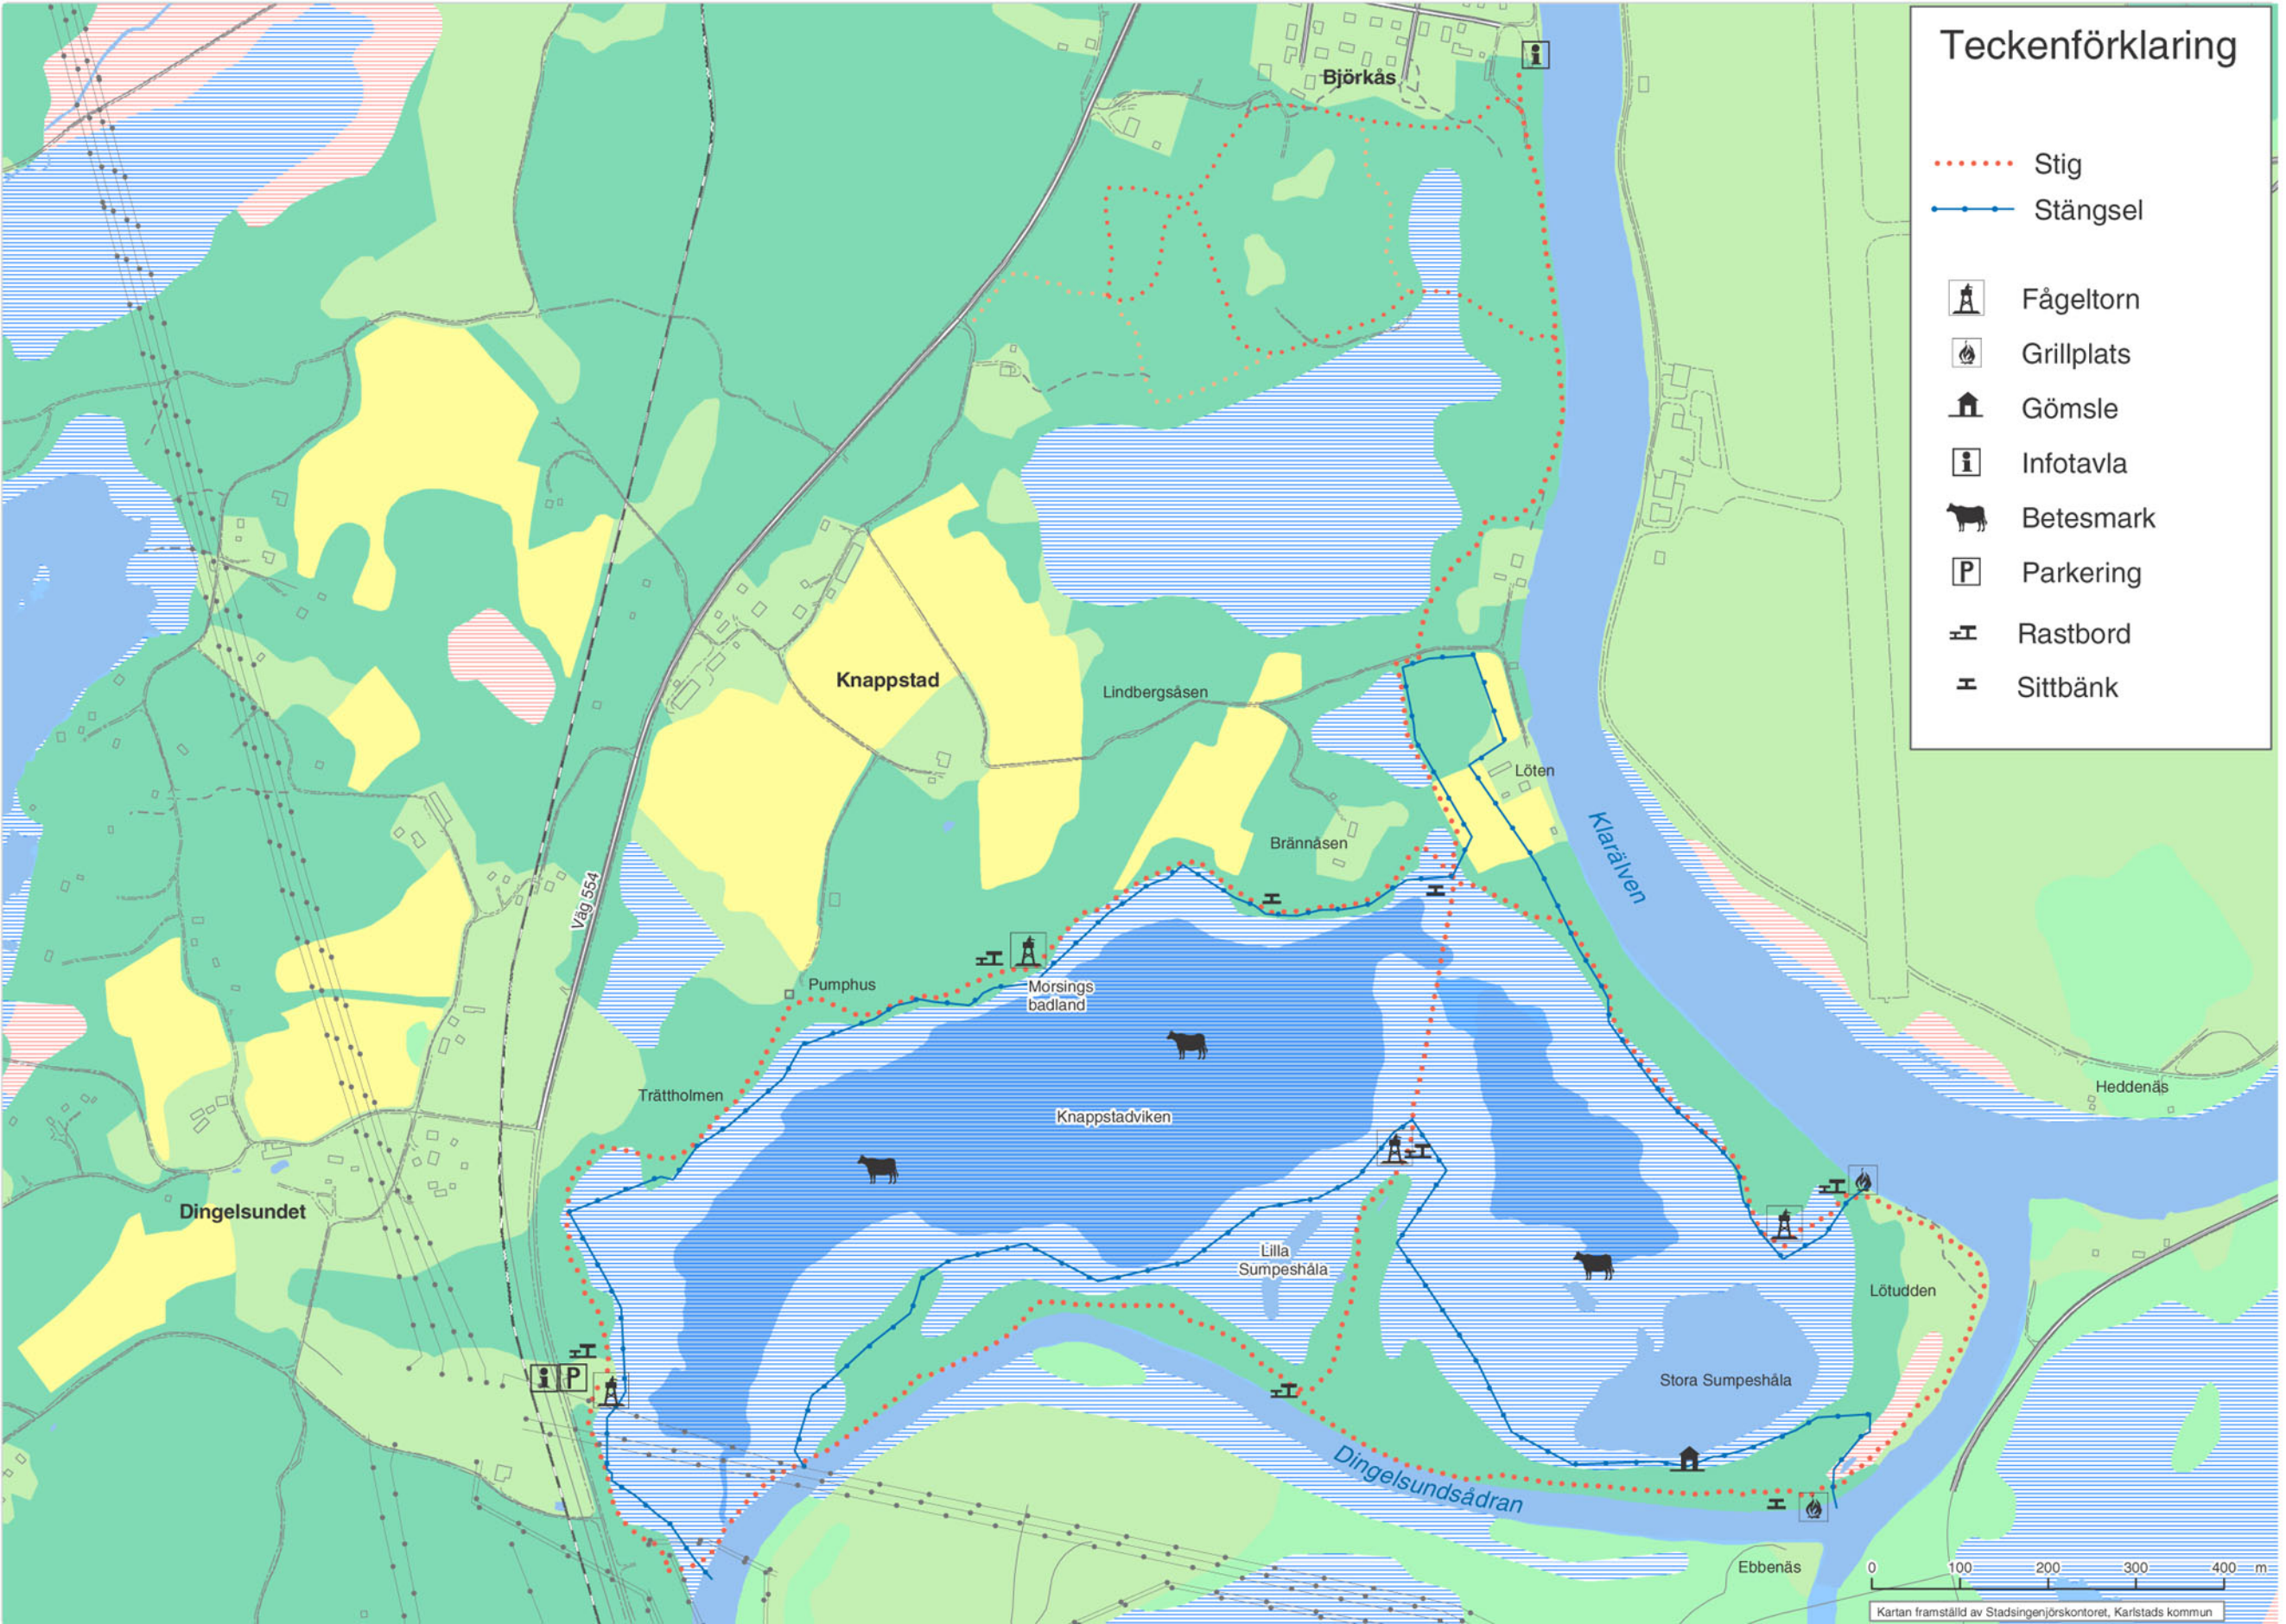 Teckenförklaring
Stig
Stängsel
Fågeltorn
Grillplats
Gömsle
Infotavla
Betesmark
P
Parkering
Rastbord
Sittbänk
Björkås
Knappstad
Lindbergsåsen
Löten
Brännåsen
Klarälven
Väg 554
Pumphus
Morsings
badland
Trättholmen
Knappstadviken
Heddenäs
Dingelsundet
Lilla
Sumpeshåla
Lötudden
P
Stora Sumpeshåla
Dingelsundsådran
Ebbenäs
0 100 200 300 400 m
Kartan framställd av Stadsingenjörskontoret, Karlstads kommun